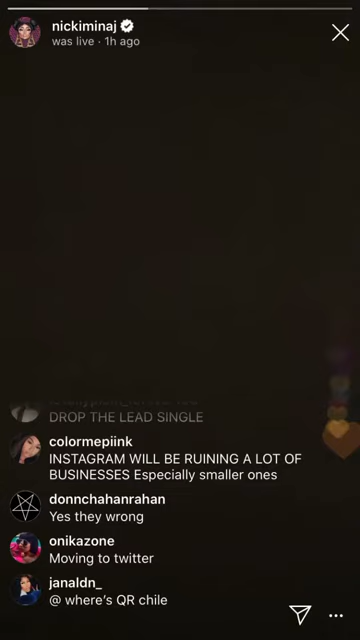 nickiminaj
was live · 1h ago
DROP THE LEAD SINGLE
colormepiink
INSTAGRAM WILL BE RUINING A LOT OF
BUSINESSES Especially smaller ones
donnchahanrahan
Yes they wrong
onikazone
Moving to twitter
janaldn_
@ where's QR chile